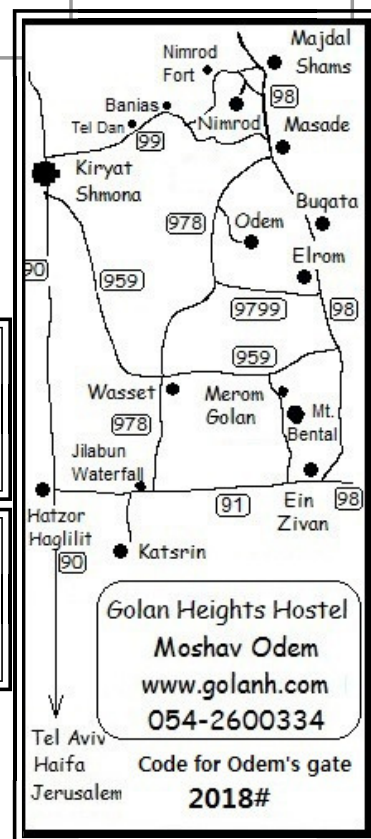 Majdal
Shams
Nimrod
Fort
98
Banias
Nimrod
Tel Dan
Masade
99
Kiryat
Shmona
Buqata
978
Odem
Elrom
90
959
9799
98
959
Wasset
Merom
Golan
Mt.
Bental
978
Jilabun
Waterfall
91
Ein
Zivan
98
Hatzor
Haglilit
Katsrin
90
Golan Heights Hostel
Moshav Odem
www.golanh.com
054-2600334
Tel Aviv
Haifa
Jerusalem
Code for Odem's gate
2018#